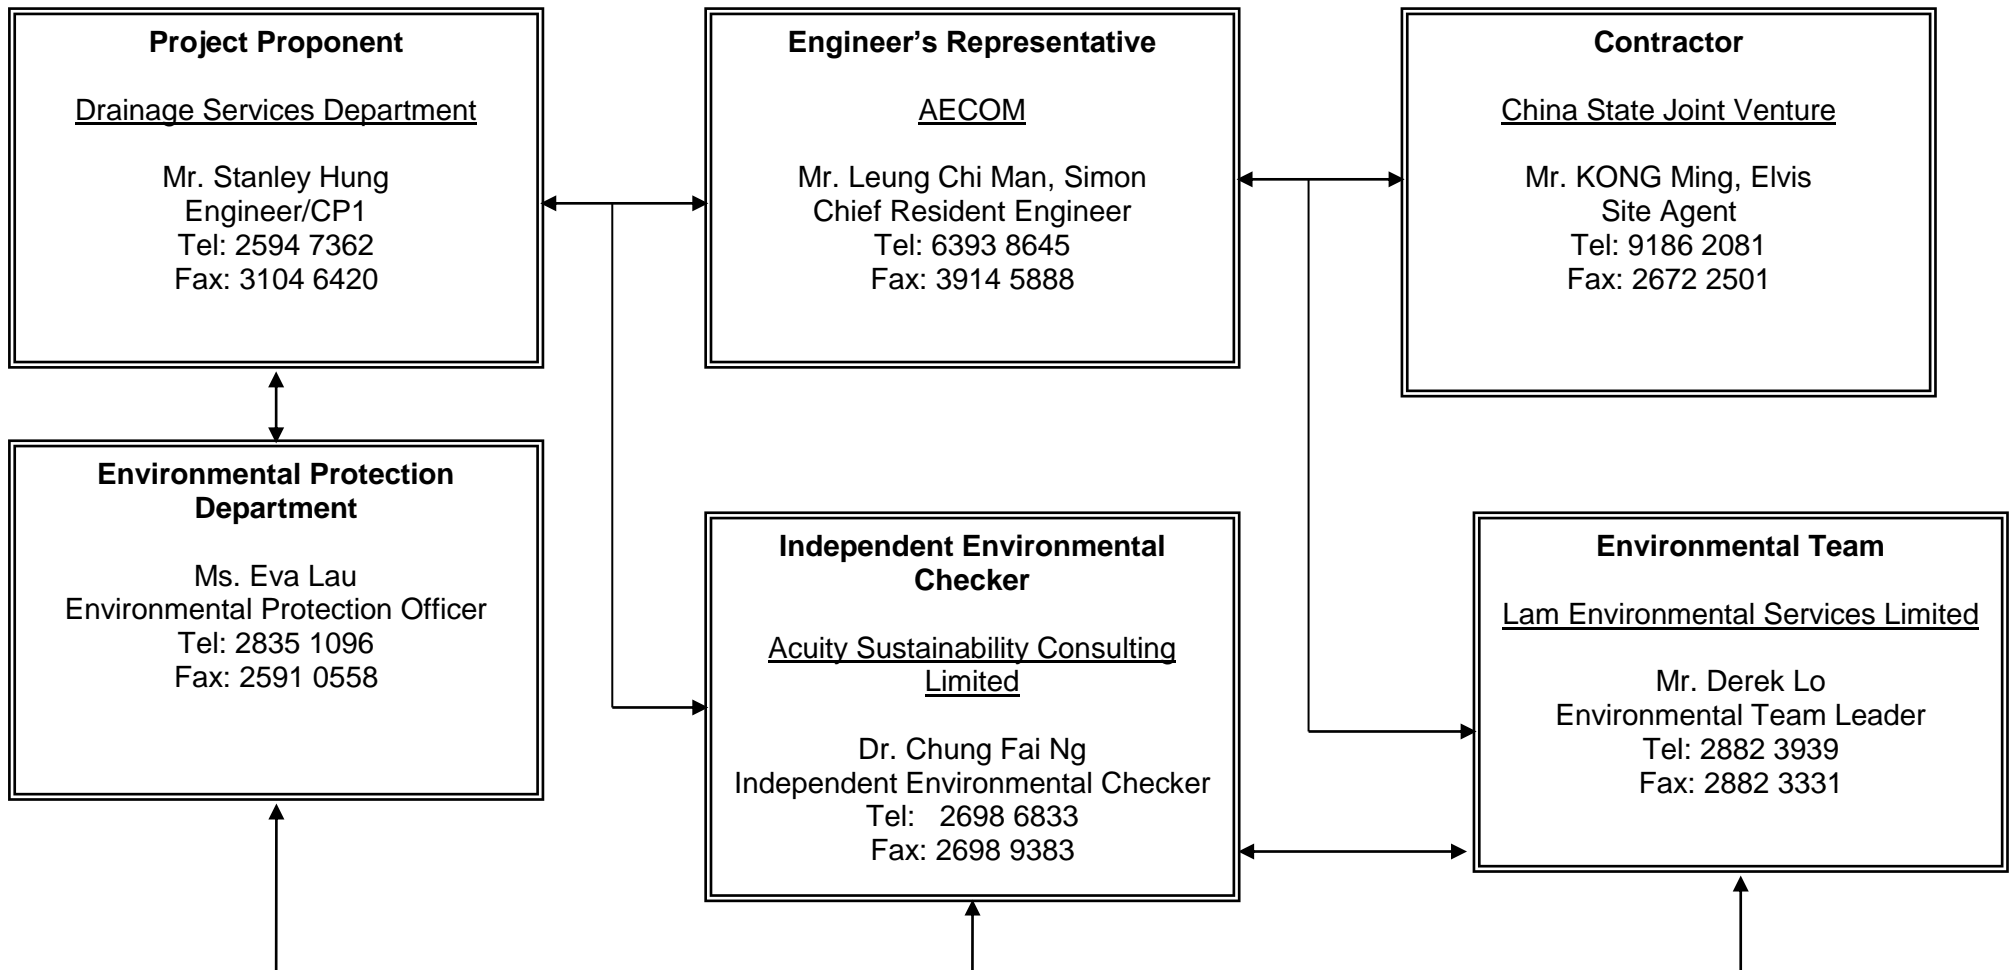 Project Proponent
Drainage Services Department
Mr. Stanley Hung
Engineer/CP1
Tel: 2594 7362
Fax: 3104 6420
Engineer’s Representative
AECOM
Mr. Leung Chi Man, Simon
Chief Resident Engineer
Tel: 6393 8645
Fax: 3914 5888
Contractor
China State Joint Venture
Mr. KONG Ming, Elvis
Site Agent
Tel: 9186 2081
Fax: 2672 2501
Environmental Protection
Department
Ms. Eva Lau
Environmental Protection Officer
Tel: 2835 1096
Fax: 2591 0558
Independent Environmental
Checker
Acuity Sustainability Consulting
Limited
Dr. Chung Fai Ng
Independent Environmental Checker
Tel: 2698 6833
Fax: 2698 9383
Environmental Team
Lam Environmental Services Limited
Mr. Derek Lo
Environmental Team Leader
Tel: 2882 3939
Fax: 2882 3331